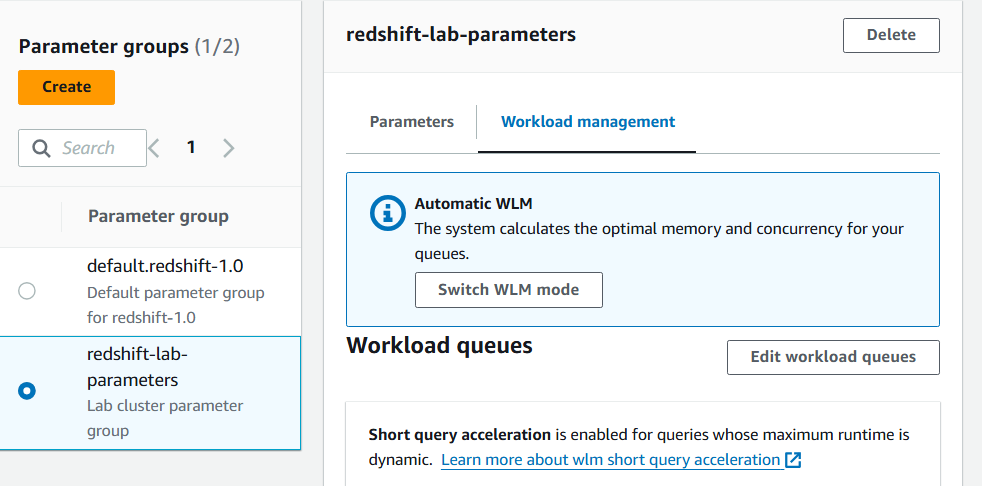 Parameter groups (1/2)
Create
Search
1
Parameter group
default.redshift-1.0
Default parameter group
for redshift-1.0
redshift-lab-
parameters
Lab cluster parameter
group
redshift-lab-parameters
Delete
Parameters
Workload management
Automatic WLM
The system calculates the optimal memory and concurrency for your
queues.
Switch WLM mode
Workload queues
Edit workload queues
Short query acceleration is enabled for queries whose maximum runtime is
dynamic. Learn more about wlm short query acceleration